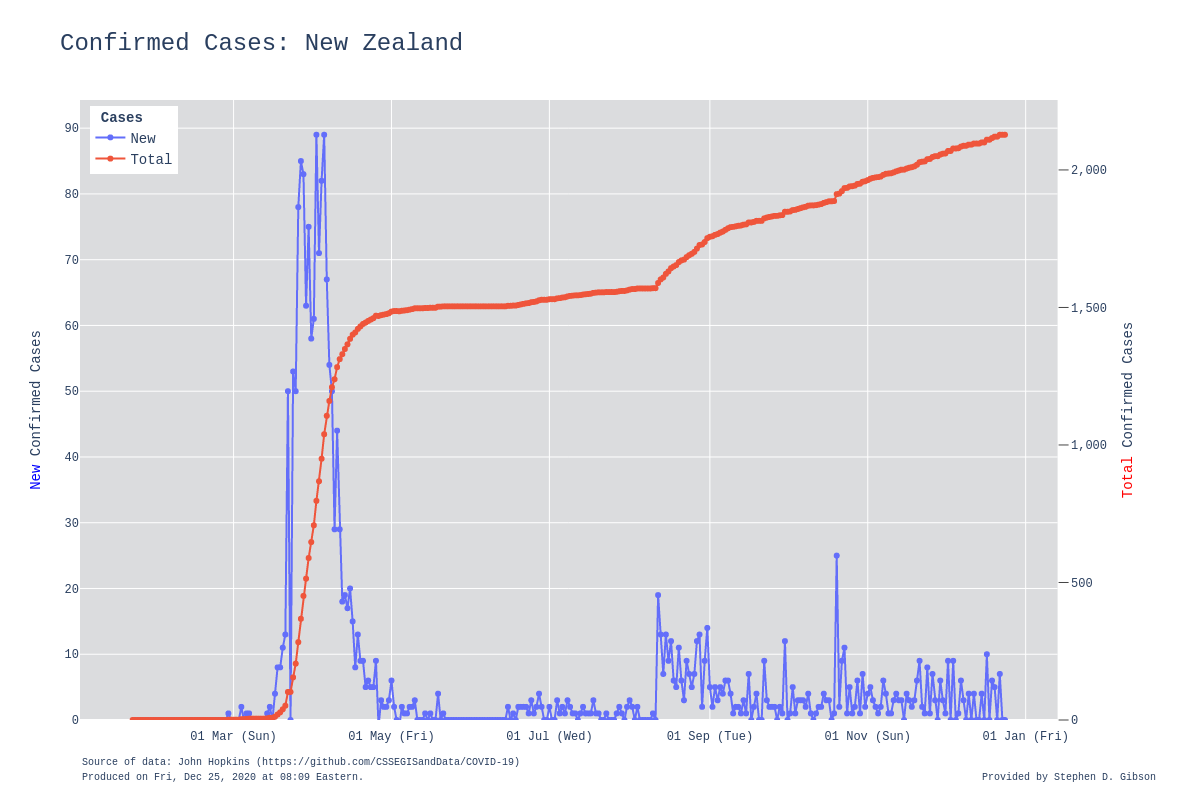 Confirmed Cases: New Zealand
Cases
New
Total
90
80
70
60
50
40
30
20
10
0
New Confirmed Cases
2,000
1,500
1,000
500
0
Total Confirmed Cases
01 Mar (Sun)
01 May (Fri)
01 Jul (Wed)
01 Sep (Tue)
01 Nov (Sun)
01 Jan (Fri)
Source of data: John Hopkins (https://github.com/CSSEGISandData/COVID-19)
Produced on Fri, Dec 25, 2020 at 08:09 Eastern.
Provided by Stephen D. Gibson